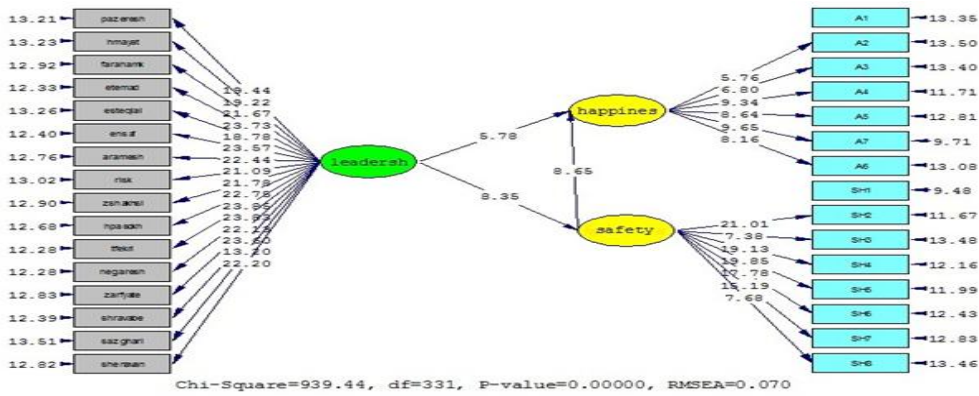 13.21 pazeresh
13.23 hmayat
12.92 farahamk
12.33 etemad
13.26 esteqlal
12.40 ensaf
12.76 aramesh
13.02 risk
12.90 zshakhsi
12.68 hpasokh
12.28 tfekrt
12.28 negaresh
12.83 zarfyate
12.39 shravabe
13.51 sazghari
12.82
19.44
19.22
21.67
23.73
18.78
23.57
22.44
21.09
21.78
22.78
23.85
23.83
22.13
23.60
13.20
22.20
leadersh
5.78
8.35
happines
8.65
safety
5.76
6.80
9.34
8.64
9.65
8.16
21.01
7.38
19.13
19.85
17.78
15.19
7.68
A1 13.35
A2 13.50
A3 13.40
A4 11.71
A5 12.81
A7 9.71
A6 13.08
SH1 9.48
SH2 11.67
SH3 13.48
SH4 12.16
SH5 11.99
SH6 12.43
SH7 12.83
SH8 13.46
Chi-Square=939.44, df=331, P-value=0.00000, RMSEA=0.070